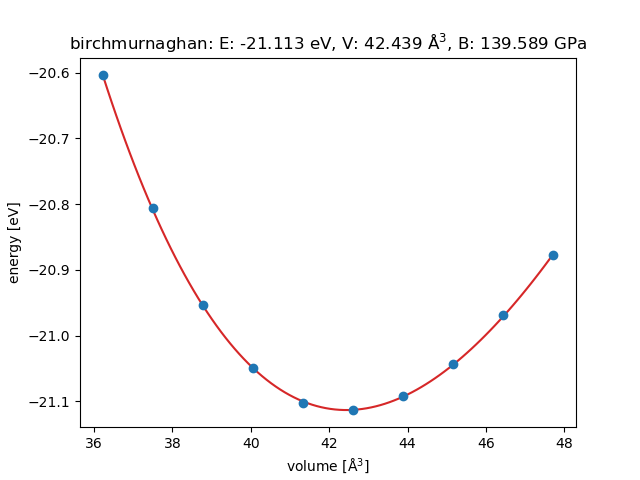 birchmurnaghan: E: -21.113 eV, V: 42.439 Å³, B: 139.589 GPa
−20.6
−20.7
−20.8
−20.9
−21.0
−21.1
energy [eV]
36 38 40 42 44 46 48
volume [Å³]